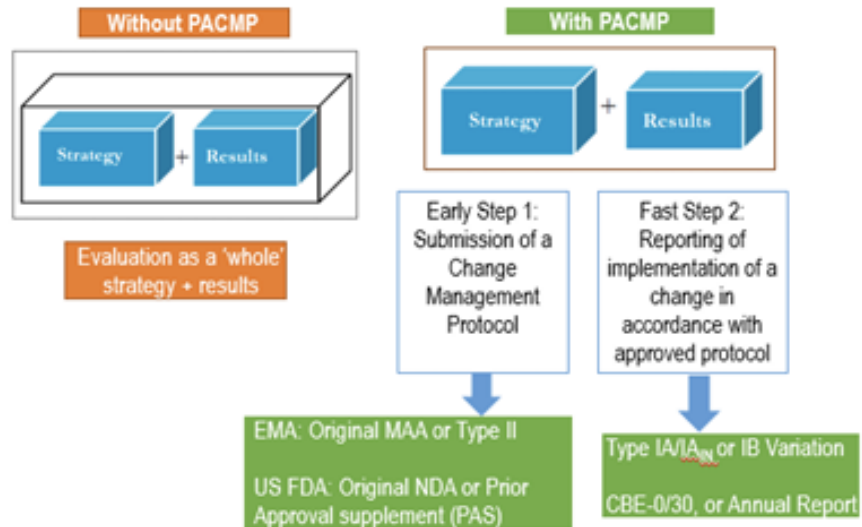 Without PACMP
Strategy
+
Results
Evaluation as a 'whole'
strategy + results
With PACMP
Strategy
+
Results
Early Step 1:
Submission of a
Change
Management
Protocol
Fast Step 2:
Reporting of
implementation of a
change in
accordance with
approved protocol
EMA: Original MAA or Type II
US FDA: Original NDA or Prior
Approval supplement (PAS)
Type IA/IA_IN or IB Variation
CBE-0/30, or Annual Report